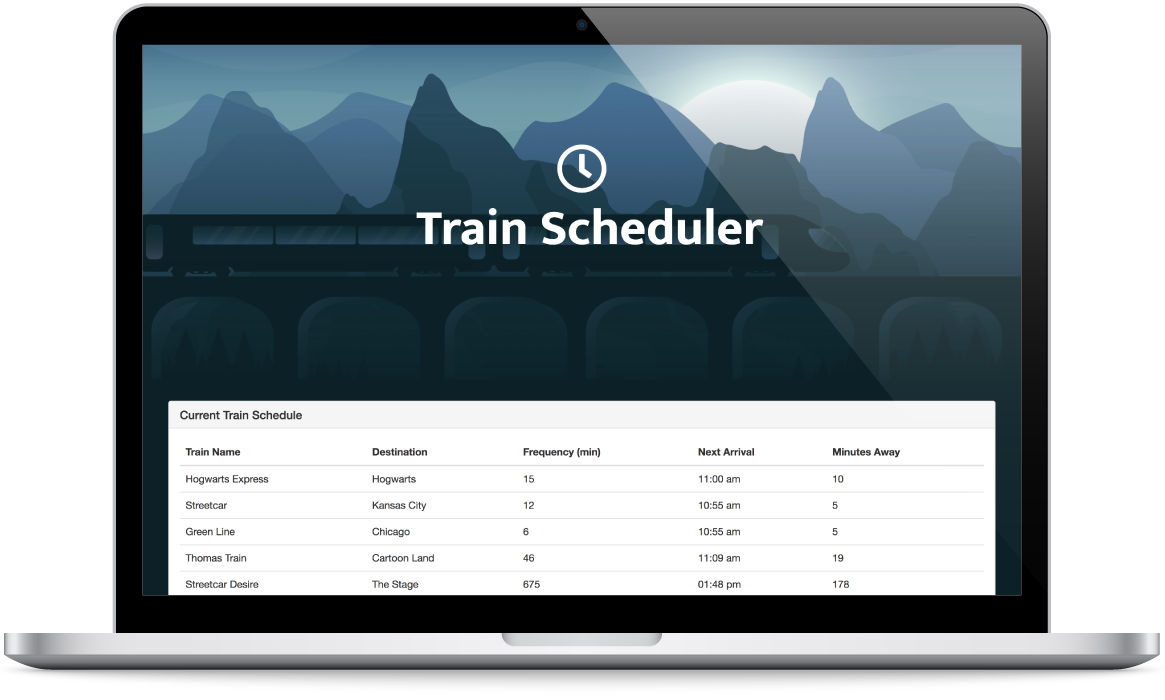 Train Scheduler
Current Train Schedule
Train Name Destination Frequency (min) Next Arrival Minutes Away
Hogwarts Express Hogwarts 15 11:00 am 10
Streetcar Kansas City 12 10:55 am 5
Green Line Chicago 6 10:55 am 5
Thomas Train Cartoon Land 46 11:09 am 19
Streetcar Desire The Stage 675 01:48 pm 178